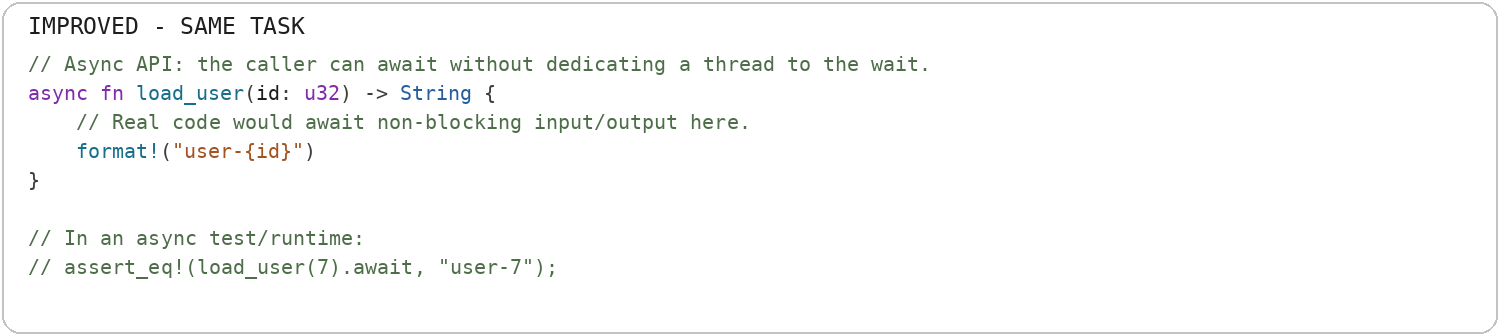 IMPROVED - SAME TASK
// Async API: the caller can await without dedicating a thread to the wait.
async fn load_user(id: u32) -> String {
    // Real code would await non-blocking input/output here.
    format!("user-{id}")
}

// In an async test/runtime:
// assert_eq!(load_user(7).await, "user-7");